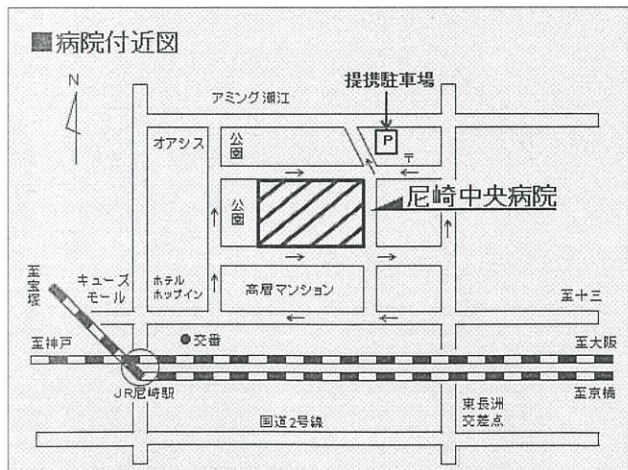 ■病院付近図
N
アミング潮江
提携駐車場
P
〒
オアシス
公園
公園
尼崎中央病院
至宝塚
キューズ
モール
ホテル
ホップイン
高層マンション
至十三
至神戸
交番
至大阪
JR尼崎駅
至京橋
東長洲
交差点
国道2号線